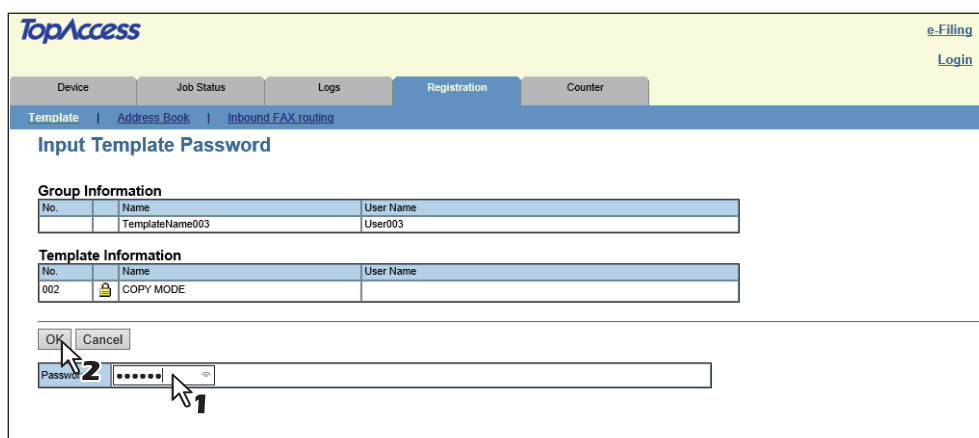 TopAccess
e-Filing
Login
Device Job Status Logs Registration Counter
Template | Address Book | Inbound FAX routing
Input Template Password
Group Information
No. Name User Name
TemplateName003 User003
Template Information
No. Name User Name
002 COPY MODE
OK Cancel
2
Password ••••••
1